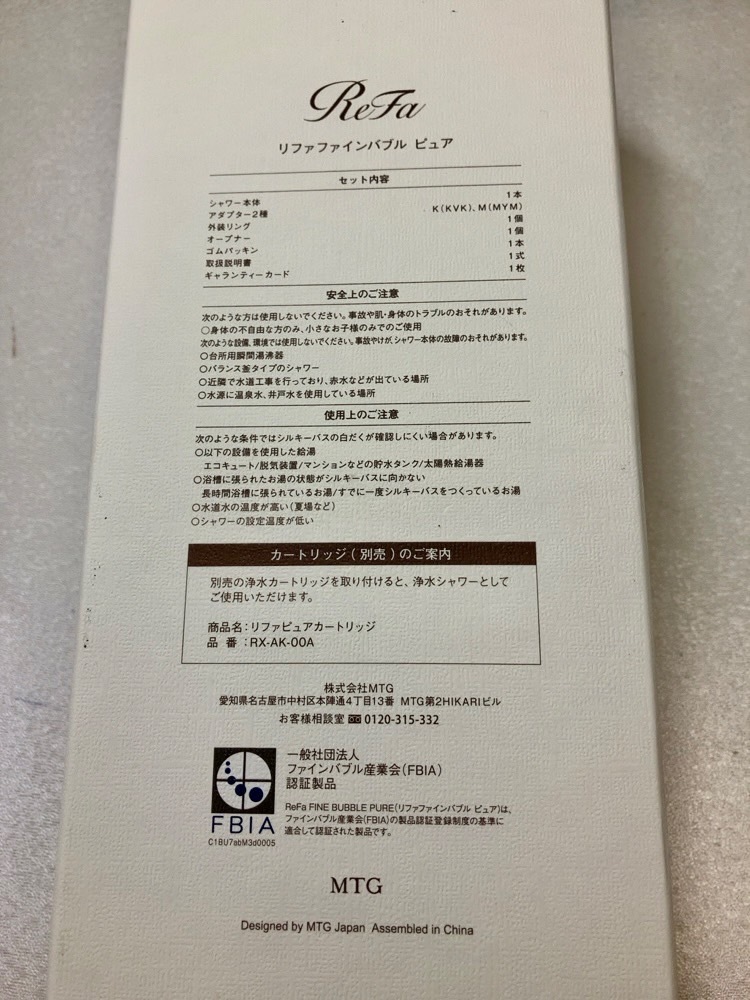 ReFa
リファファインバブル ピュア
セット内容
シャワー本体 1本
アダプター2種 K(KVK)、M(MYM)
外装リング 1個
オープナー 1個
ゴムパッキン 1本
取扱説明書 1式
ギャランティーカード 1枚
安全上のご注意
次のような方は使用しないでください。事故や肌・身体のトラブルのおそれがあります。
○身体の不自由な方のみ、小さなお子様のみでのご使用
次のような設備、環境では使用しないでください。事故やけが、シャワー本体の故障のおそれがあります。
○台所用瞬間湯沸器
○バランス釜タイプのシャワー
○近隣で水道工事を行っており、赤水などが出ている場所
○水源に温泉水、井戸水を使用している場所
使用上のご注意
次のような条件ではシルキーバスの白だくが確認しにくい場合があります。
○以下の設備を使用した給湯
エコキュート/脱気装置/マンションなどの貯水タンク/太陽熱給湯器
○浴槽に張られたお湯の状態がシルキーバスに向かない
長時間浴槽に張られているお湯/すでに一度シルキーバスをつくっているお湯
○水道水の温度が高い(夏場など)
○シャワーの設定温度が低い
カートリッジ(別売)のご案内
別売の浄水カートリッジを取り付けると、浄水シャワーとして
ご使用いただけます。
商品名:リファピュアカートリッジ
品 番 :RX-AK-00A
株式会社MTG
愛知県名古屋市中村区本陣通4丁目13番 MTG第2HIKARIビル
お客様相談室 0120-315-332
一般社団法人
ファインバブル産業会(FBIA)
認証製品
FBIA
C1BU7abM3d0005
ReFa FINE BUBBLE PURE(リファファインバブル ピュア)は、
ファインバブル産業会(FBIA)の製品認証登録制度の基準に
適合して認証された製品です。
MTG
Designed by MTG Japan Assembled in China